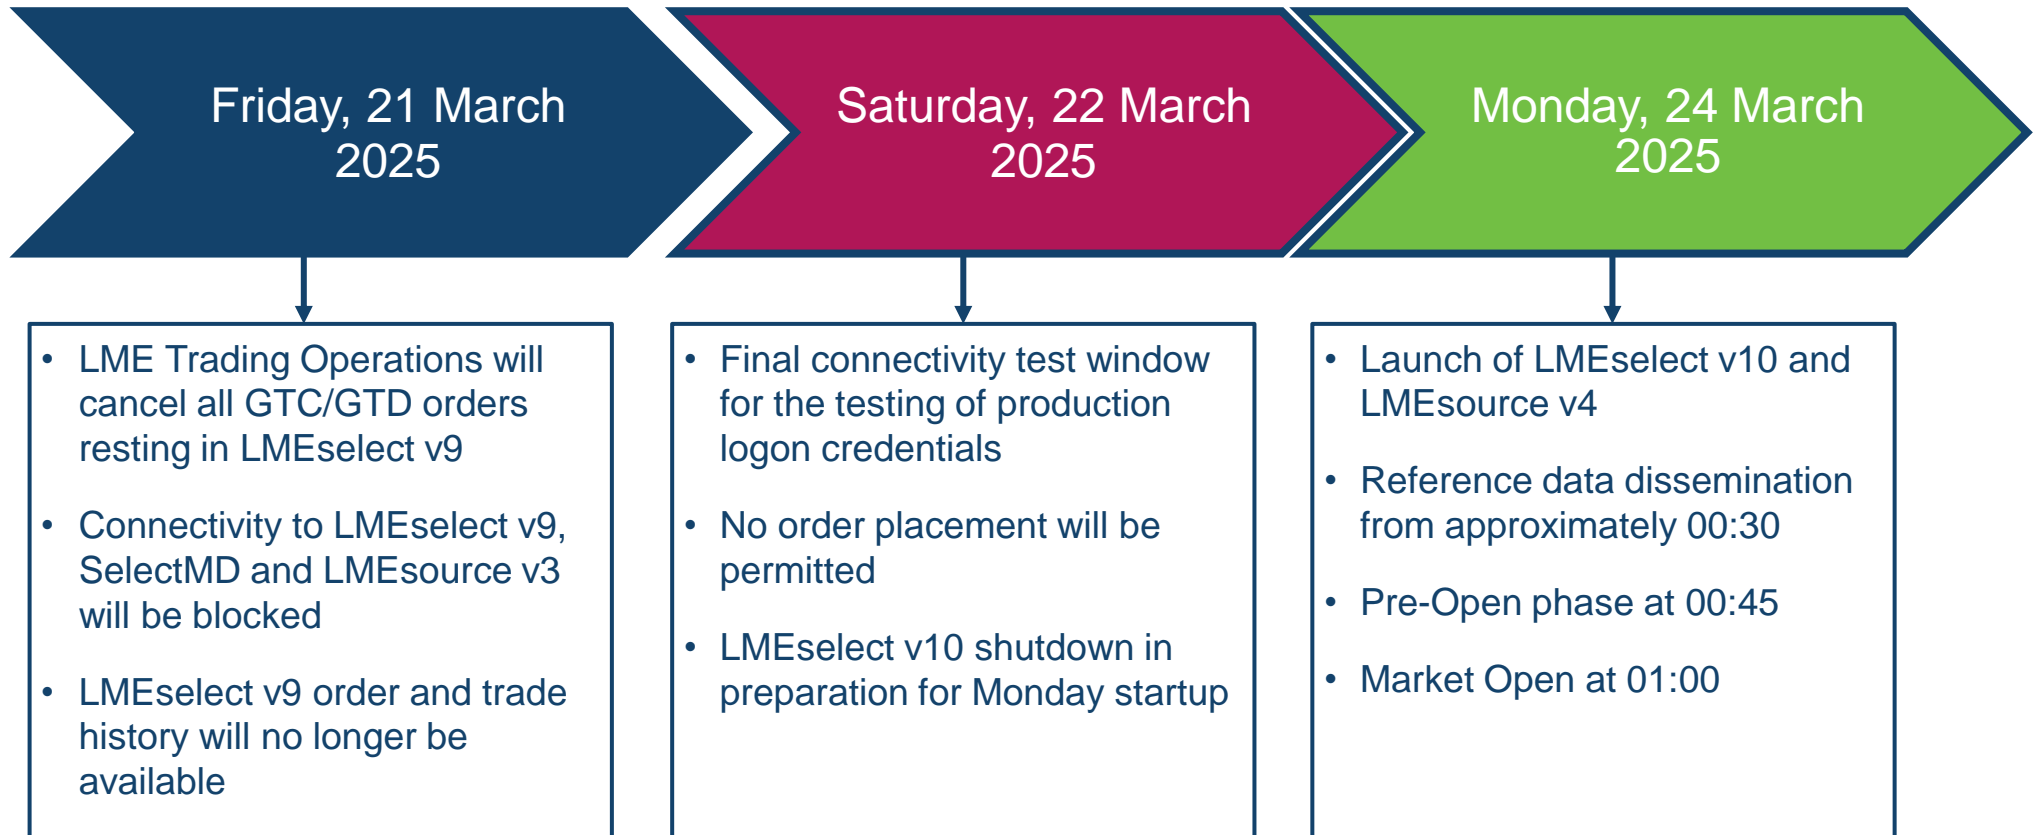 Friday, 21 March
2025
Saturday, 22 March
2025
Monday, 24 March
2025
• LME Trading Operations will
cancel all GTC/GTD orders
resting in LMEselect v9
• Connectivity to LMEselect v9,
SelectMD and LMEsource v3
will be blocked
• LMEselect v9 order and trade
history will no longer be
available
• Final connectivity test window
for the testing of production
logon credentials
• No order placement will be
permitted
• LMEselect v10 shutdown in
preparation for Monday startup
• Launch of LMEselect v10 and
LMEsource v4
• Reference data dissemination
from approximately 00:30
• Pre-Open phase at 00:45
• Market Open at 01:00